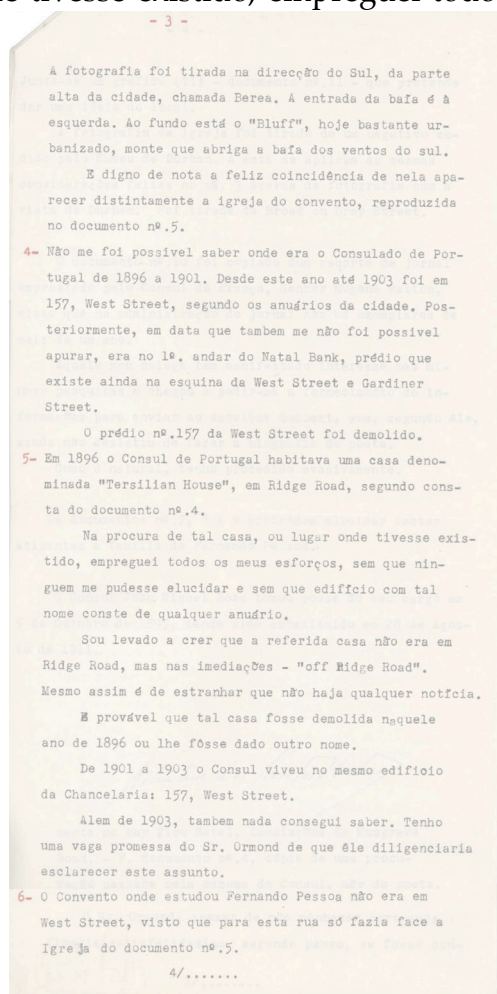 - 3 -
A fotografia foi tirada na direcção do Sul, da parte
alta da cidade, chamada Berea. A entrada da baía é à
esquerda. Ao fundo está o "Bluff", hoje bastante ur-
banizado, monte que abriga a baía dos ventos do sul.
E digno de nota a feliz coincidência de nela apa-
recer distintamente a igreja do convento, reproduzida
no documento nº.5.
4- Não me foi possivel saber onde era o Consulado de Por-
tugal de 1896 a 1901. Desde este ano até 1903 foi em
157, West Street, segundo os anuários da cidade. Pos-
teriormente, em data que tambem me não foi possivel
apurar, era no 1º. andar do Natal Bank, prédio que
existe ainda na esquina da West Street e Gardiner
Street.
O prédio nº.157 da West Street foi demolido.
5- Em 1896 o Consul de Portugal habitava uma casa deno-
minada "Tersilian House", em Ridge Road, segundo cons-
ta do documento nº.4.
Na procura de tal casa, ou lugar onde tivesse exis-
tido, empreguei todos os meus esforços, sem que nin-
guem me pudesse elucidar e sem que edifício com tal
nome conste de qualquer anuário.
Sou levado a crer que a referida casa não era em
Ridge Road, mas nas imediações - "off Ridge Road".
Mesmo assim é de estranhar que não haja qualquer notícia.
E provável que tal casa fosse demolida naquele
ano de 1896 ou lhe fôsse dado outro nome.
De 1901 a 1903 o Consul viveu no mesmo edificio
da Chancelaria: 157, West Street.
Alem de 1903, tambem nada consegui saber. Tenho
uma vaga promessa do Sr. Ormond de que êle diligenciaria
esclarecer este assunto.
6- O Convento onde estudou Fernando Pessoa não era em
West Street, visto que para esta rua só fazia face a
Igreja do documento nº.5.
4/.......